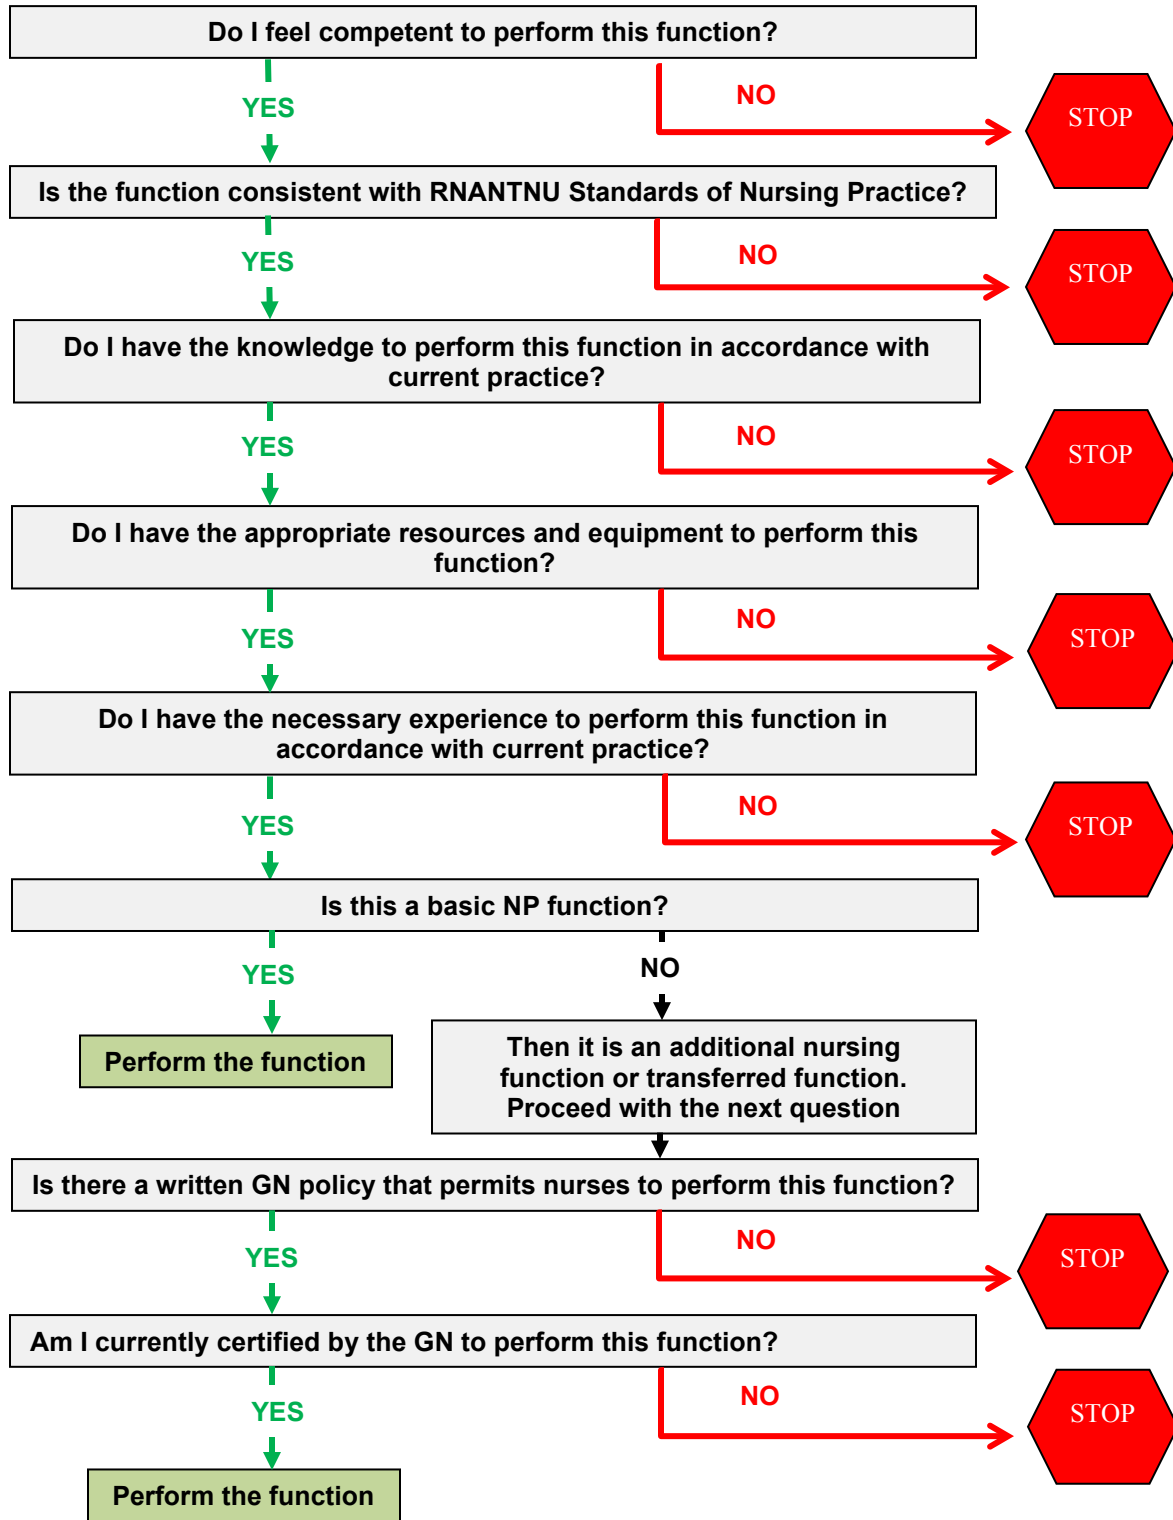 Do I feel competent to perform this function?
YES
NO
STOP
Is the function consistent with RNANTNU Standards of Nursing Practice?
YES
NO
STOP
Do I have the knowledge to perform this function in accordance with
current practice?
YES
NO
STOP
Do I have the appropriate resources and equipment to perform this
function?
YES
NO
STOP
Do I have the necessary experience to perform this function in
accordance with current practice?
YES
NO
STOP
Is this a basic NP function?
YES
NO
Perform the function
Then it is an additional nursing
function or transferred function.
Proceed with the next question
Is there a written GN policy that permits nurses to perform this function?
YES
NO
STOP
Am I currently certified by the GN to perform this function?
YES
NO
STOP
Perform the function